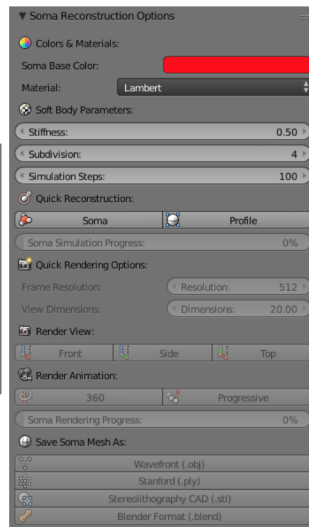 ▼ Soma Reconstruction Options
Colors & Materials:
Soma Base Color:
Material: Lambert
Soft Body Parameters:
Stiffness: 0.50
Subdivision: 4
Simulation Steps: 100
Quick Reconstruction:
Soma Profile
Soma Simulation Progress: 0%
Quick Rendering Options:
Frame Resolution: Resolution: 512
View Dimensions: Dimensions: 20.00
Render View:
Front Side Top
Render Animation:
360 Progressive
Soma Rendering Progress: 0%
Save Soma Mesh As:
Wavefront (.obj)
Stanford (.ply)
Stereolithography CAD (.stl)
Blender Format (.blend)